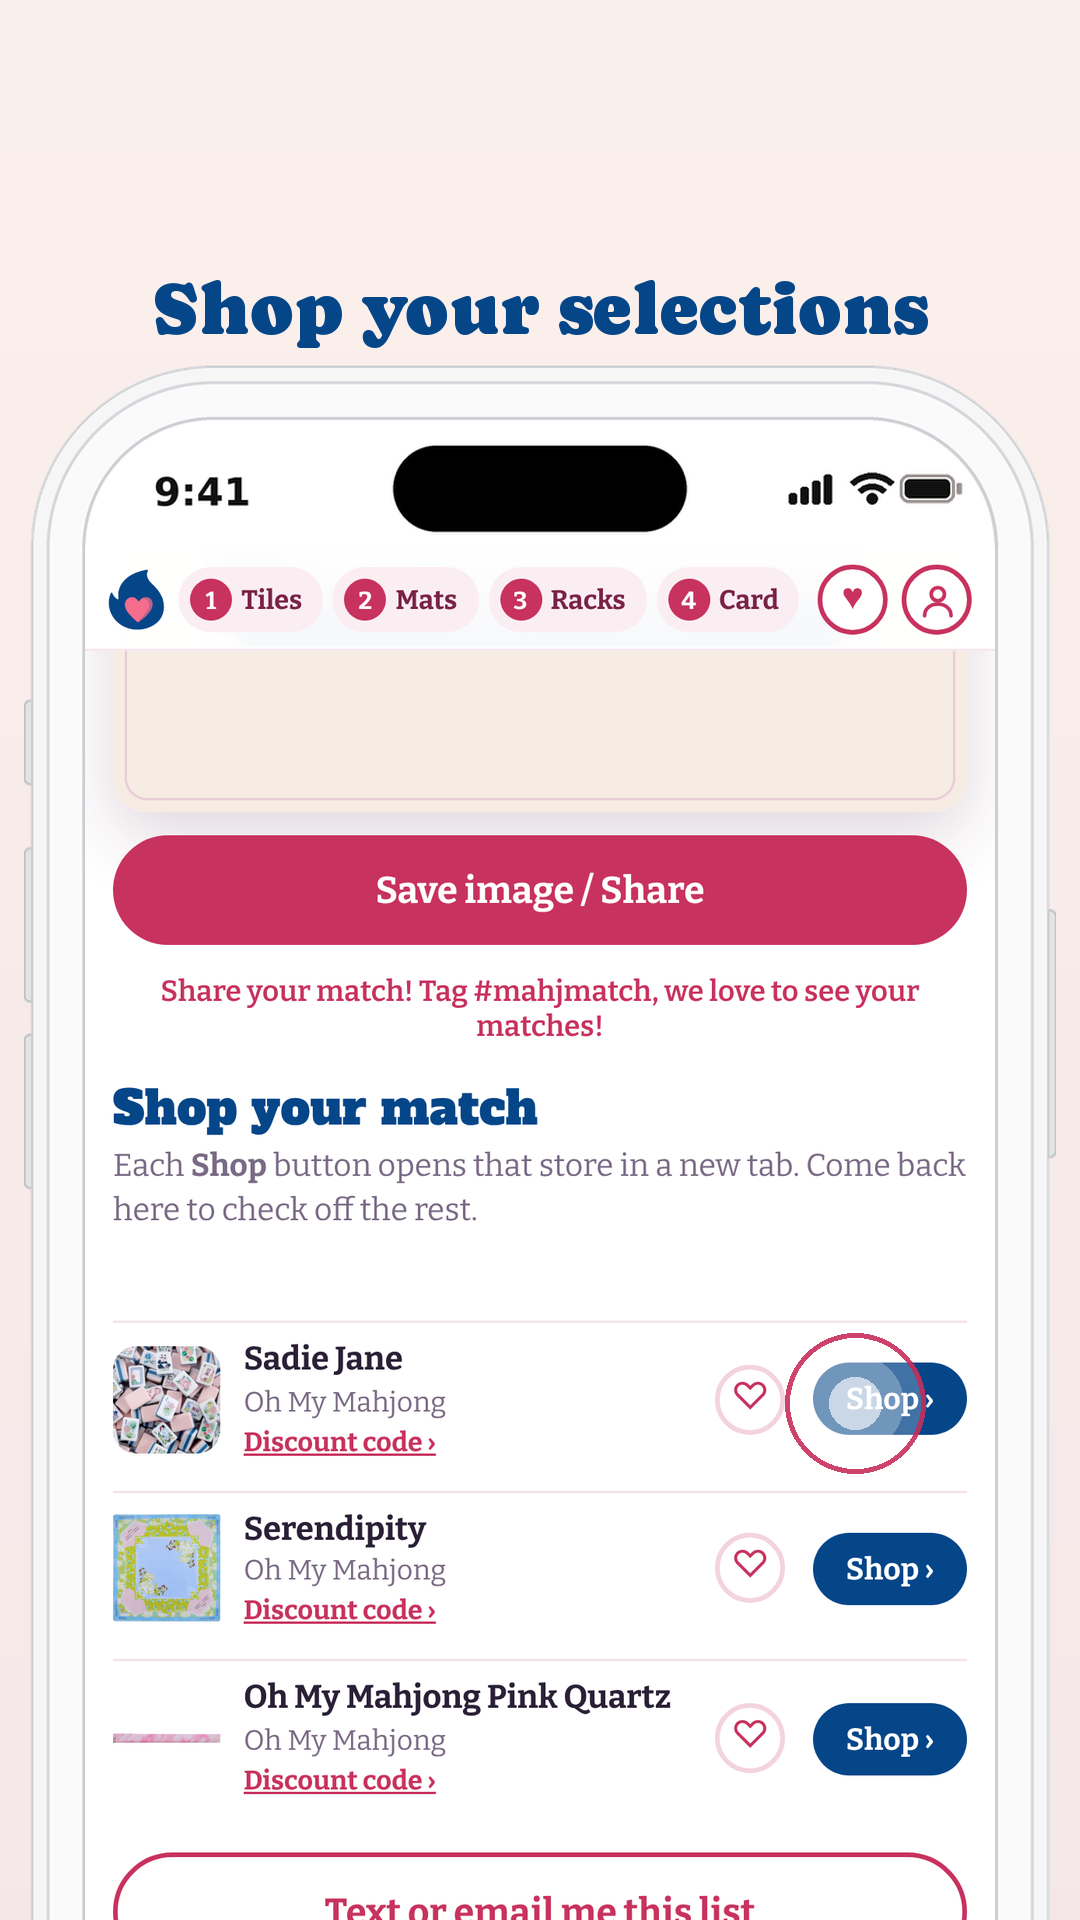 Shop your selections
9:41
1 Tiles 2 Mats 3 Racks 4 Card
Save image / Share
Share your match! Tag #mahjmatch, we love to see your
matches!
Shop your match
Each Shop button opens that store in a new tab. Come back
here to check off the rest.
Sadie Jane
Oh My Mahjong
Discount code ›
Shop ›
Serendipity
Oh My Mahjong
Discount code ›
Shop ›
Oh My Mahjong Pink Quartz
Oh My Mahjong
Discount code ›
Shop ›
Text or email me this list